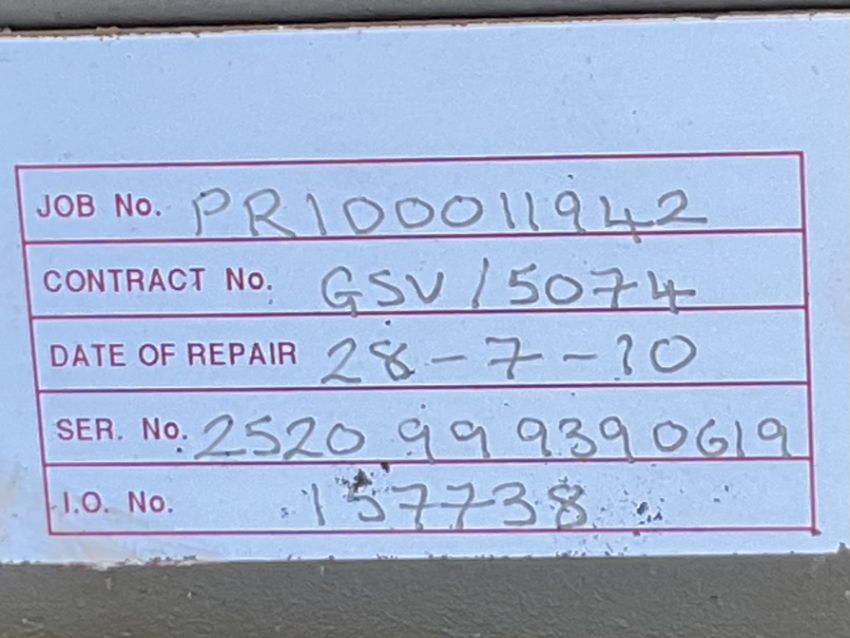 JOB No. PR100011942
CONTRACT No. GSV/5074
DATE OF REPAIR 28-7-10
SER. No. 2520 99 9390619
I.O. No. 157738